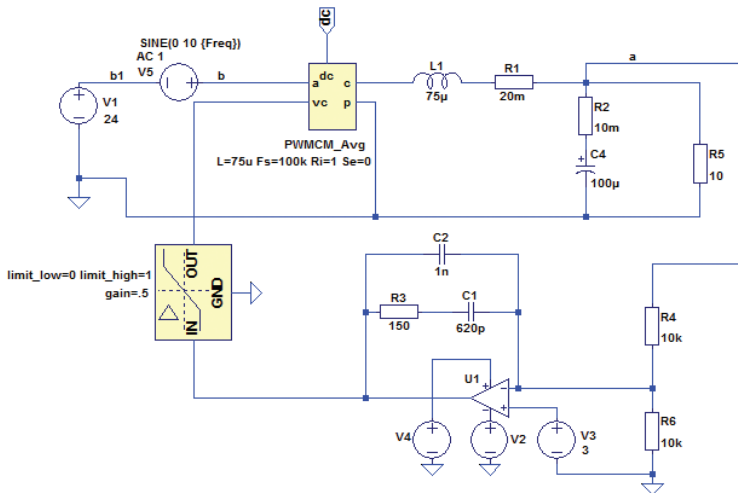 dc
SINE(0 10 {Freq})
AC 1
V5
b1
b
V1
24
dc
a
c
vc
p
PWMCM_Avg
L=75u Fs=100k Ri=1 Se=0
L1
75µ
R1
20m
a
R2
10m
C4
100µ
R5
10
limit_low=0 limit_high=1
gain=.5
OUT
GND
IN
C2
1n
R3
150
C1
620p
R4
10k
U1
V4
V2
V3
3
R6
10k